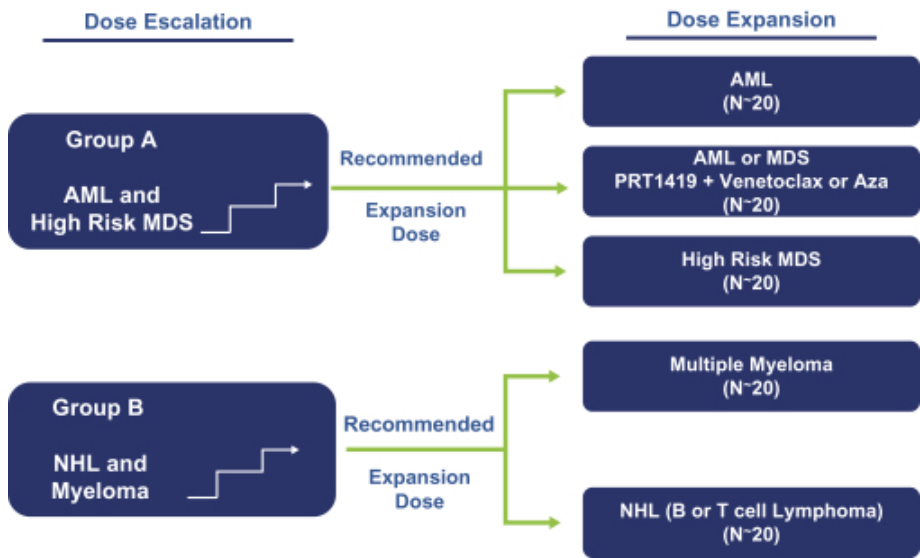 Dose Escalation
Dose Expansion
Group A
AML and
High Risk MDS
Recommended
Expansion
Dose
AML
(N~20)
AML or MDS
PRT1419 + Venetoclax or Aza
(N~20)
High Risk MDS
(N~20)
Group B
NHL and
Myeloma
Recommended
Expansion
Dose
Multiple Myeloma
(N~20)
NHL (B or T cell Lymphoma)
(N~20)